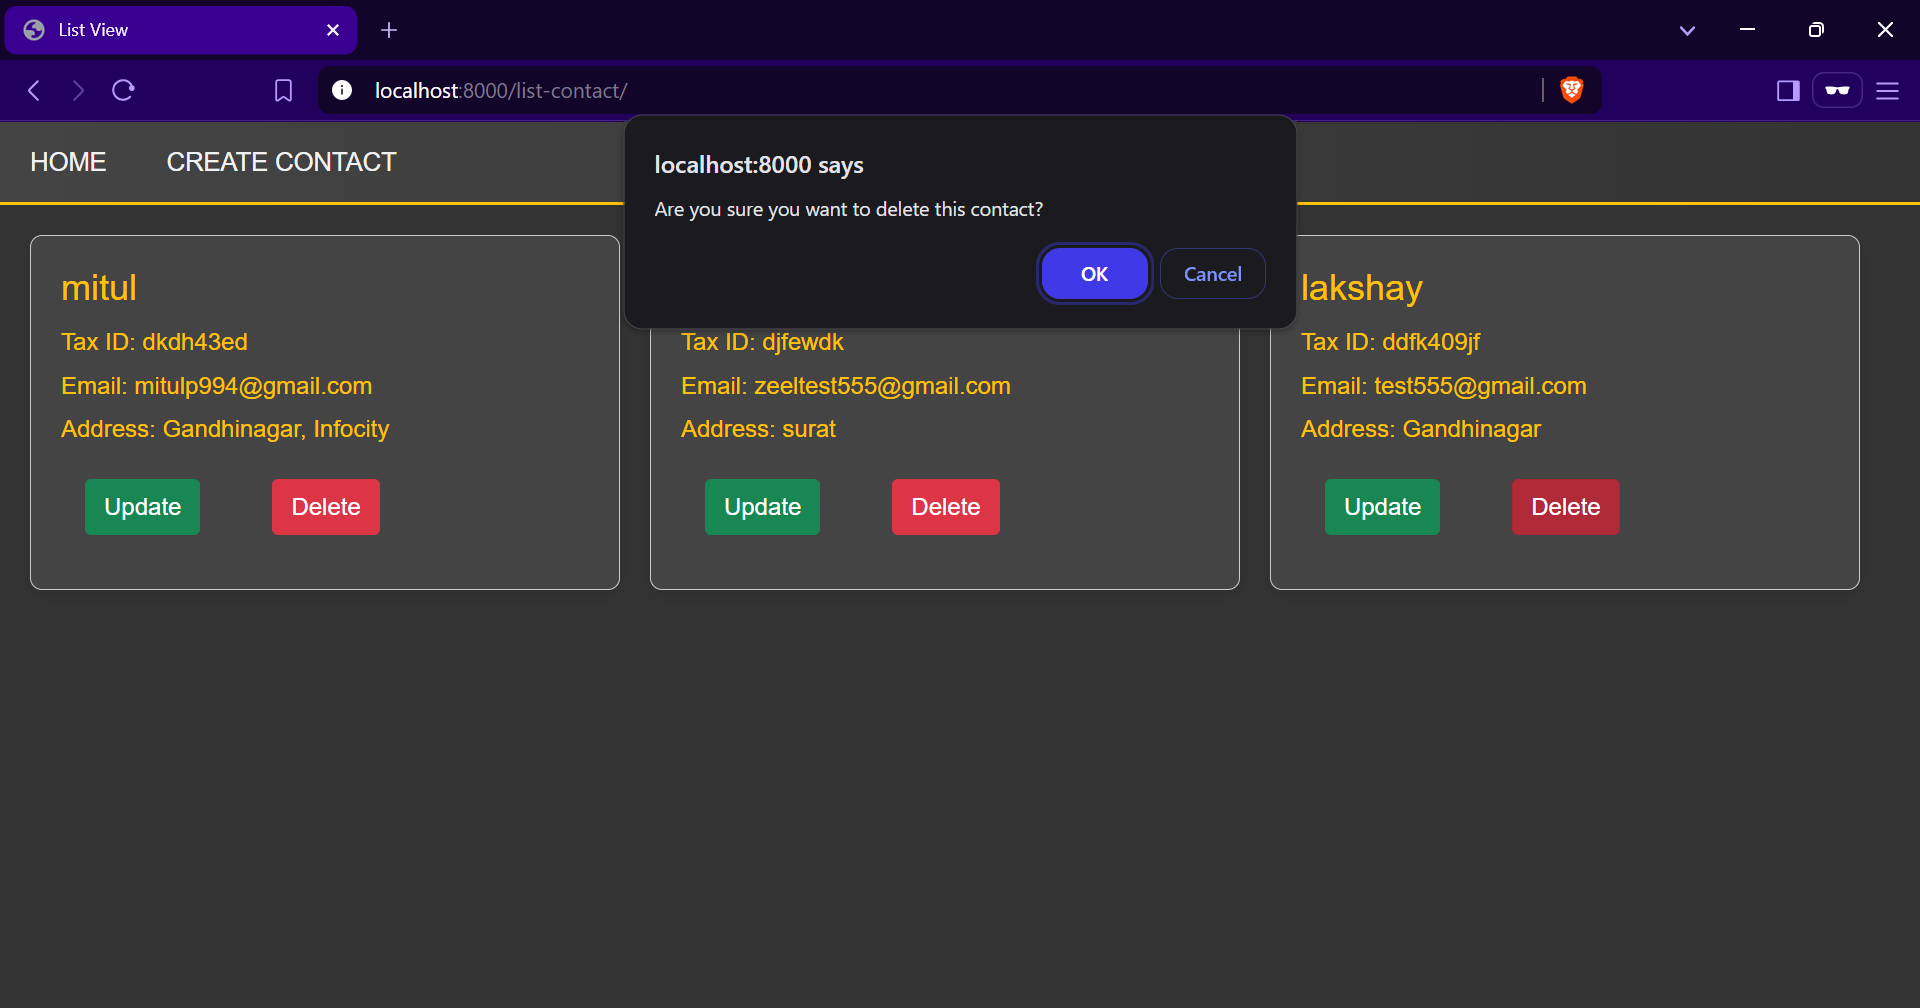 List View
localhost:8000/list-contact/
HOME
CREATE CONTACT
localhost:8000 says
Are you sure you want to delete this contact?
OK
Cancel
mitul
Tax ID: dkdh43ed
Email: mitulp994@gmail.com
Address: Gandhinagar, Infocity
Update
Delete
Tax ID: djfewdk
Email: zeeltest555@gmail.com
Address: surat
Update
Delete
lakshay
Tax ID: ddfk409jf
Email: test555@gmail.com
Address: Gandhinagar
Update
Delete